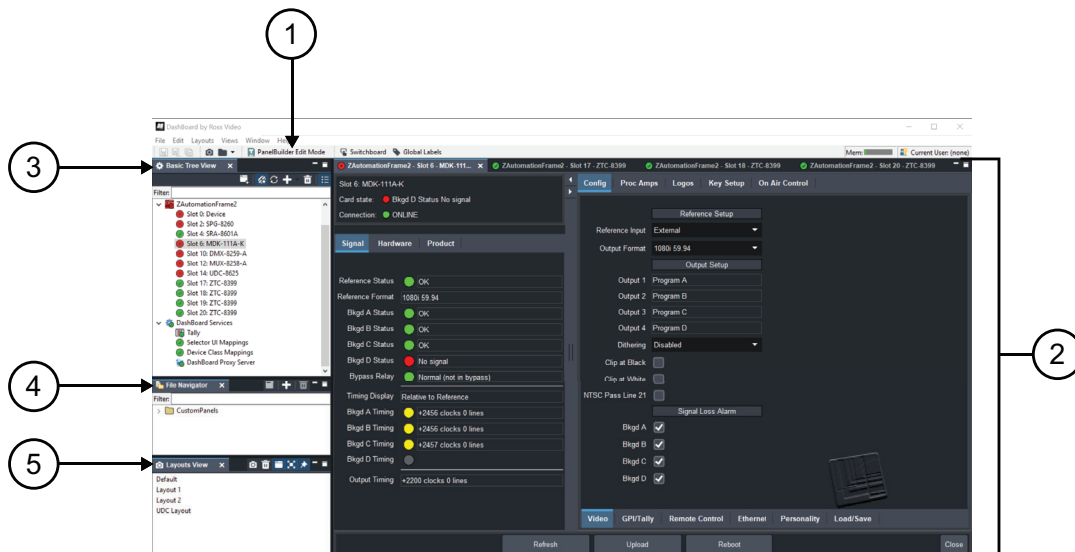 1
DashBoard by Ross Video
File Edit Layouts Views Window He
PanelBuilder Edit Mode Switchboard Global Labels Mem: Current User: (none)
3
Basic Tree View
Filter:
ZAutomationFrame2
Slot 0: Device
Slot 2: SPG-8260
Slot 4: SRA-8601A
Slot 6: MDK-111A-K
Slot 10: DMX-8259-A
Slot 12: MUX-8258-A
Slot 14: UDC-8625
Slot 17: ZTC-8399
Slot 18: ZTC-8399
Slot 19: ZTC-8399
Slot 20: ZTC-8399
DashBoard Services
Tally
Selector UI Mappings
Device Class Mappings
DashBoard Proxy Server
4
File Navigator
Filter:
CustomPanels
5
Layouts View
Default
Layout 1
Layout 2
UDC Layout
ZAutomationFrame2 - Slot 6 - MDK-111... ZAutomationFrame2 - Slot 17 - ZTC-8399 ZAutomationFrame2 - Slot 18 - ZTC-8399 ZAutomationFrame2 - Slot 20 - ZTC-8399
Slot 6: MDK-111A-K
Card state: Bkgd D Status No signal
Connection: ONLINE
Signal Hardware Product
Reference Status OK
Reference Format 1080i 59.94
Bkgd A Status OK
Bkgd B Status OK
Bkgd C Status OK
Bkgd D Status No signal
Bypass Relay Normal (not in bypass)
Timing Display Relative to Reference
Bkgd A Timing +2456 clocks 0 lines
Bkgd B Timing +2456 clocks 0 lines
Bkgd C Timing +2457 clocks 0 lines
Bkgd D Timing
Output Timing +2200 clocks 0 lines
Config Proc Amps Logos Key Setup On Air Control
Reference Setup
Reference Input External
Output Format 1080i 59.94
Output Setup
Output 1 Program A
Output 2 Program B
Output 3 Program C
Output 4 Program D
Dithering Disabled
Clip at Black
Clip at White
NTSC Pass Line 21
Signal Loss Alarm
Bkgd A
Bkgd B
Bkgd C
Bkgd D
Video GPI/Tally Remote Control Ethernet Personality Load/Save
Refresh Upload Reboot Close
2